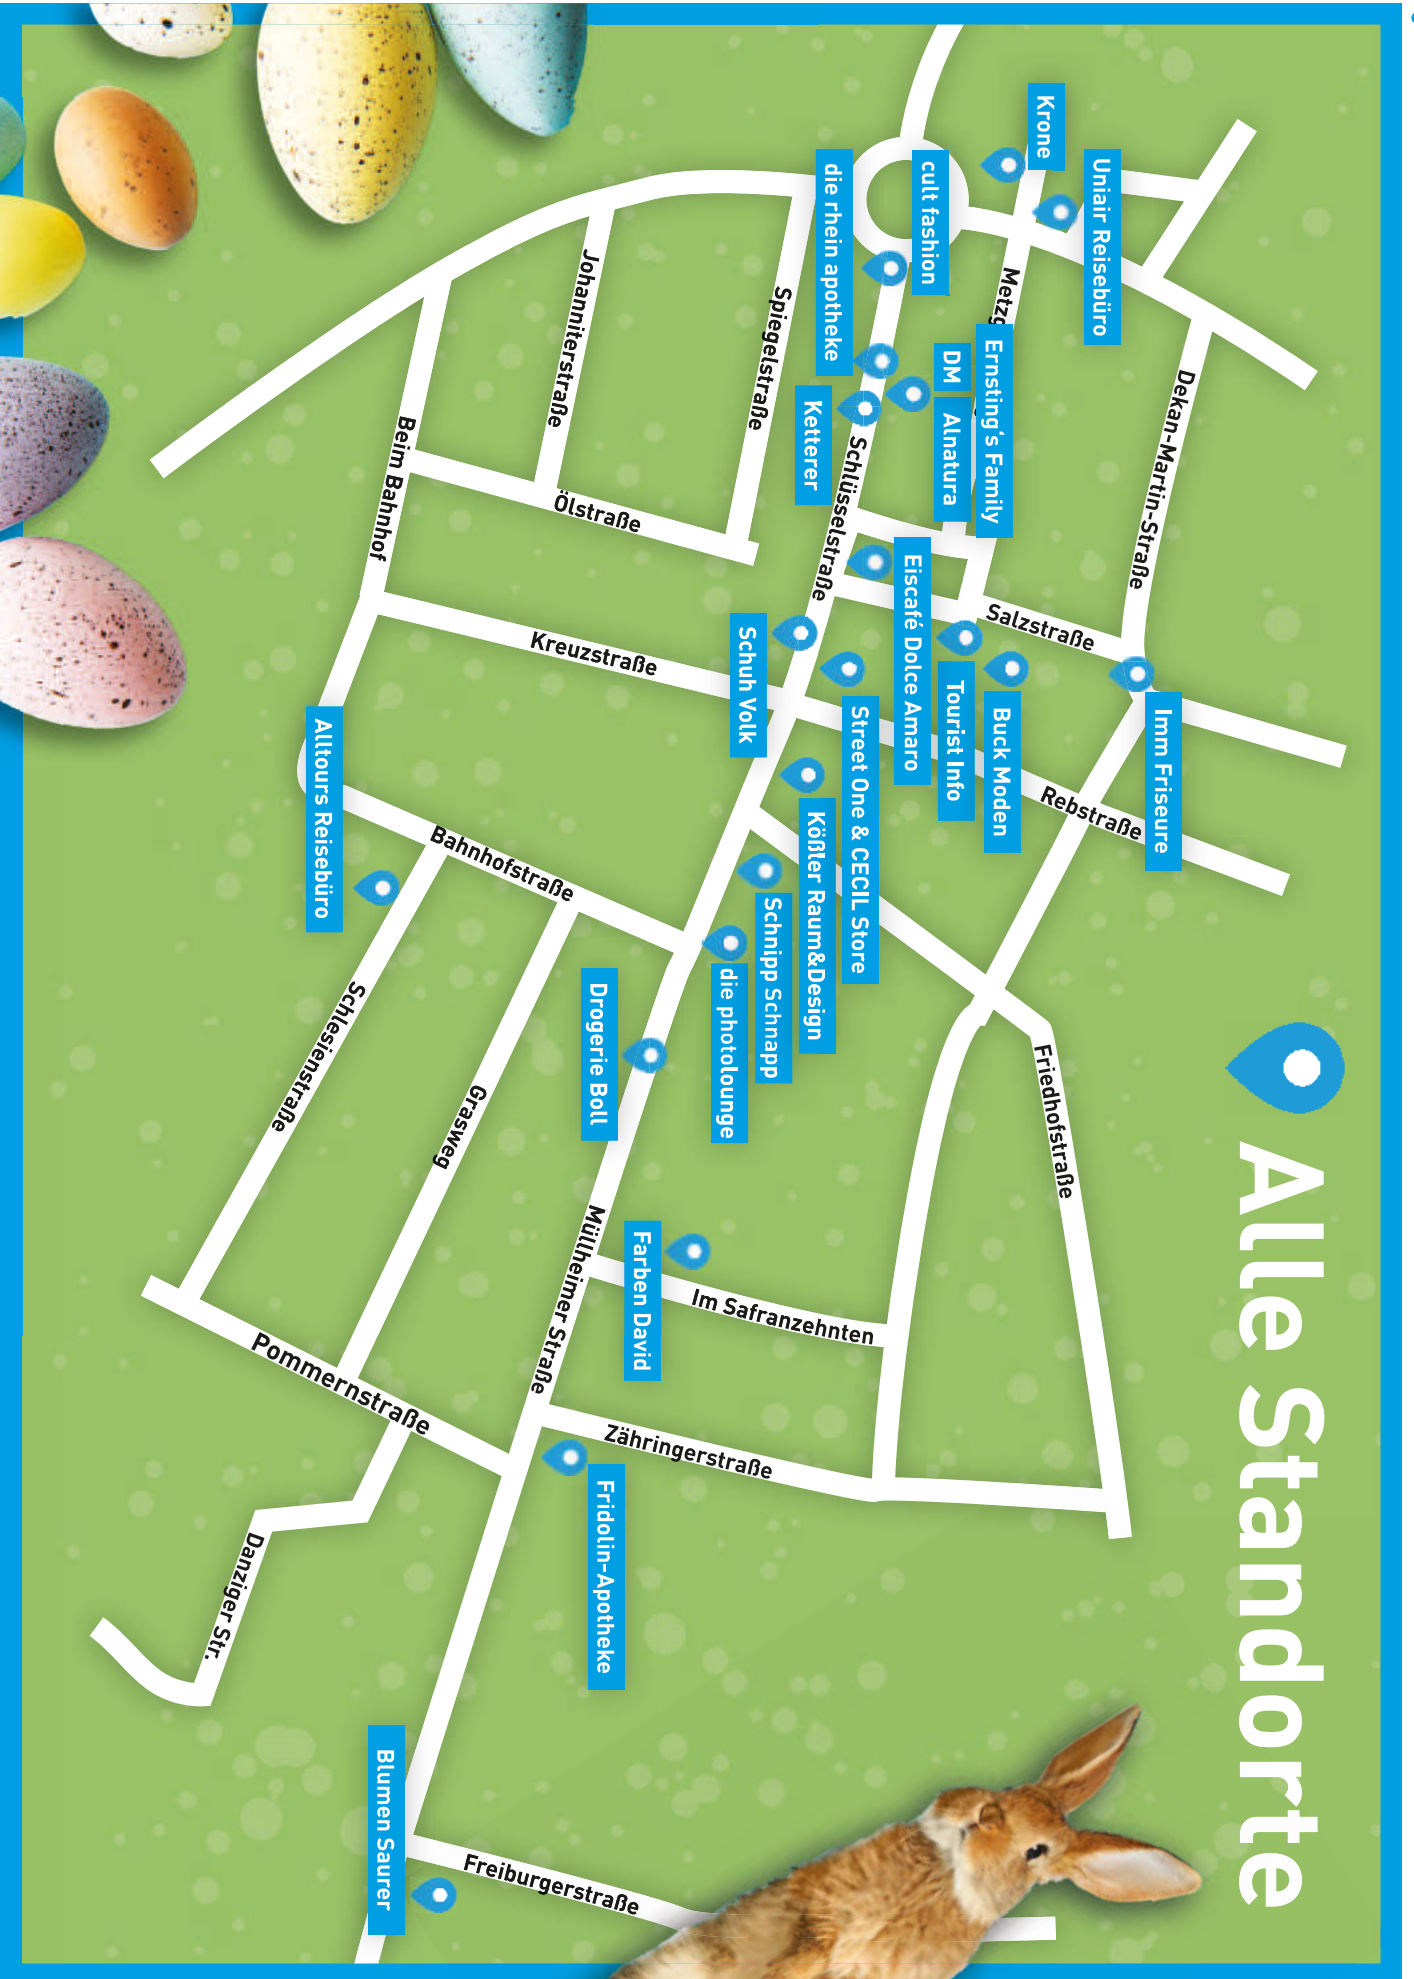 Alle Standorte
Krone
Uniair Reisebüro
cult fashion
die rhein apotheke
Metzg
Ernsting's Family
DM
Alnatura
Ketterer
Dekan-Martin-Straße
Johanniterstraße
Spiegelstraße
Schlüsselstraße
Beim Bahnhof
Ölstraße
Kreuzstraße
Salzstraße
Eiscafé Dolce Amaro
Tourist Info
Buck Moden
Imm Friseure
Schuh Volk
Street One & CECIL Store
Rebstraße
Kößler Raum&Design
Schnipp Schnapp
die photolounge
Alltours Reisebüro
Bahnhofstraße
Drogerie Boll
Schlesienstraße
Grasweg
Friedhofstraße
Müllheimer Straße
Farben David
Im Safranzehnten
Pommernstraße
Zähringerstraße
Fridolin-Apotheke
Danziger Str.
Blumen Saurer
Freiburgerstraße